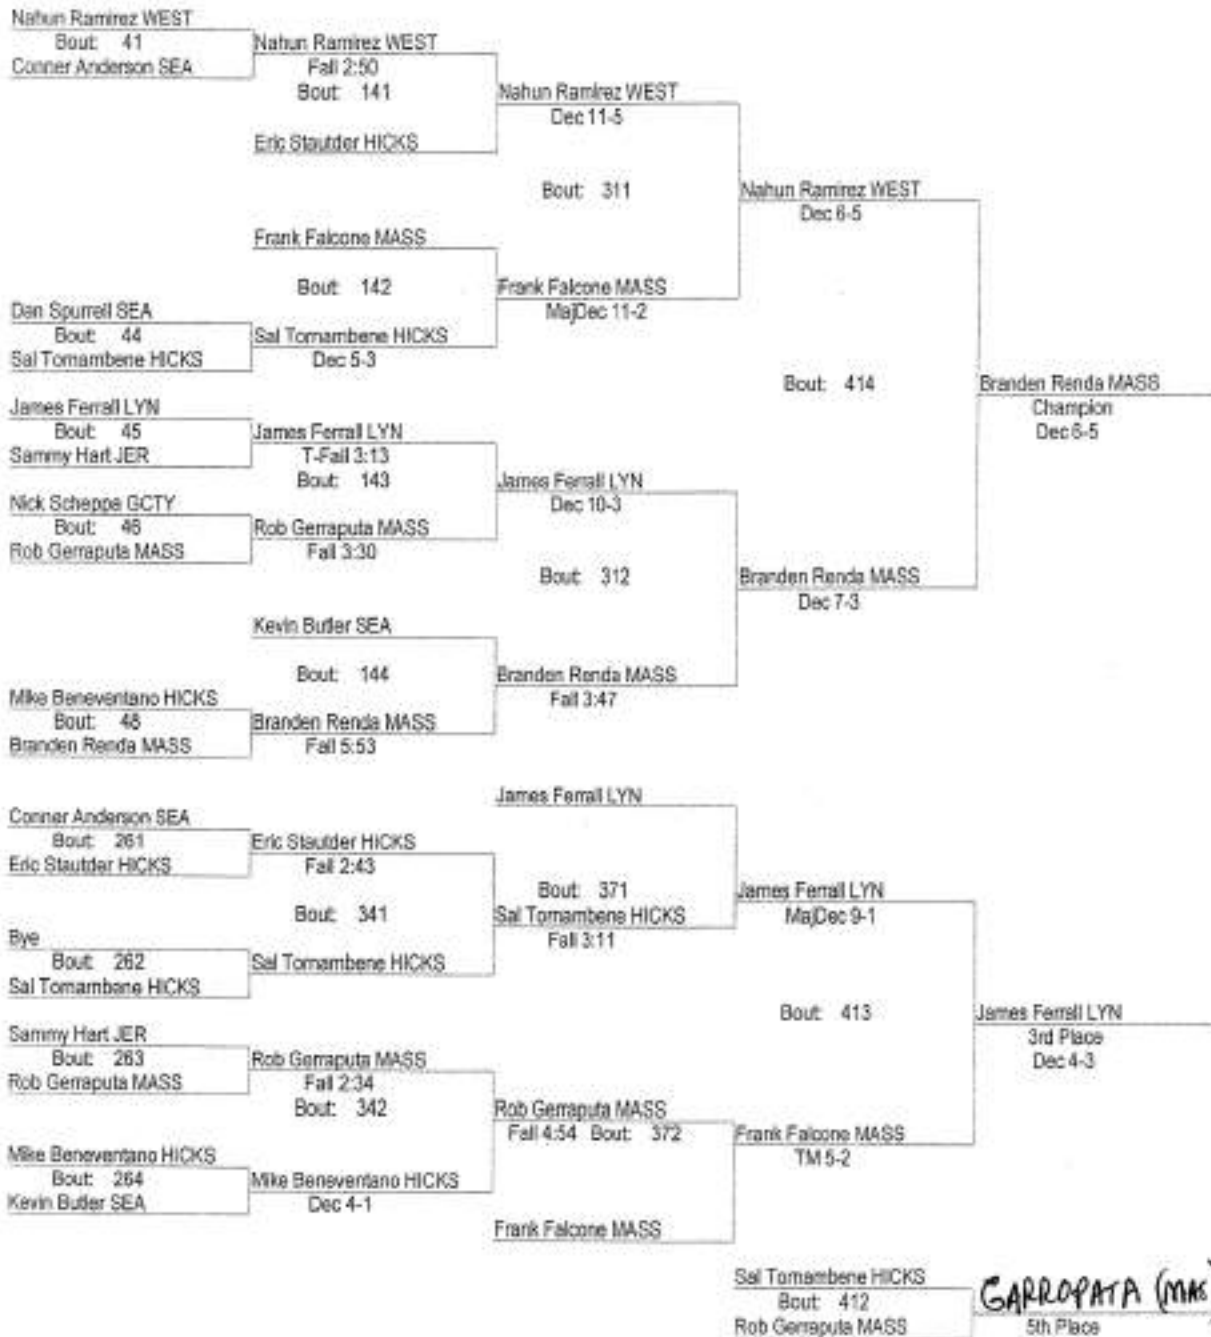 Nahun Ramirez WEST
Bout: 41
Conner Anderson SEA
Nahun Ramirez WEST
Fall 2:50
Bout: 141
Eric Stautder HICKS
Nahun Ramirez WEST
Dec 11-5
Bout: 311
Frank Falcone MASS
Bout: 142
Dan Spurrell SEA
Bout: 44
Sal Tornambene HICKS
Sal Tornambene HICKS
Dec 5-3
Frank Falcone MASS
MajDec 11-2
Nahun Ramirez WEST
Dec 6-5
Bout: 414
Branden Renda MASS
Champion
Dec 6-5
James Ferrall LYN
Bout: 45
Sammy Hart JER
James Ferrall LYN
T-Fall 3:13
Bout: 143
Nick Scheppe GCTY
Bout: 46
Rob Gerraputa MASS
Rob Gerraputa MASS
Fall 3:30
James Ferrall LYN
Dec 10-3
Bout: 312
Branden Renda MASS
Dec 7-3
Kevin Butler SEA
Bout: 144
Mike Beneventano HICKS
Bout: 48
Branden Renda MASS
Branden Renda MASS
Fall 5:53
Branden Renda MASS
Fall 3:47
James Ferrall LYN
Conner Anderson SEA
Bout: 261
Eric Stautder HICKS
Eric Stautder HICKS
Fall 2:43
Bout: 341
Bye
Bout: 262
Sal Tornambene HICKS
Sal Tornambene HICKS
Bout: 371
Sal Tornambene HICKS
Fall 3:11
James Ferrall LYN
MajDec 9-1
Bout: 413
James Ferrall LYN
3rd Place
Dec 4-3
Sammy Hart JER
Bout: 263
Rob Gerraputa MASS
Rob Gerraputa MASS
Fall 2:34
Bout: 342
Mike Beneventano HICKS
Bout: 264
Kevin Butler SEA
Mike Beneventano HICKS
Dec 4-1
Rob Gerraputa MASS
Fall 4:54 Bout: 372
Frank Falcone MASS
Frank Falcone MASS
TM 5-2
Sal Tornambene HICKS
Bout: 412
Rob Gerraputa MASS
GARROPATA (MAS
5th Place